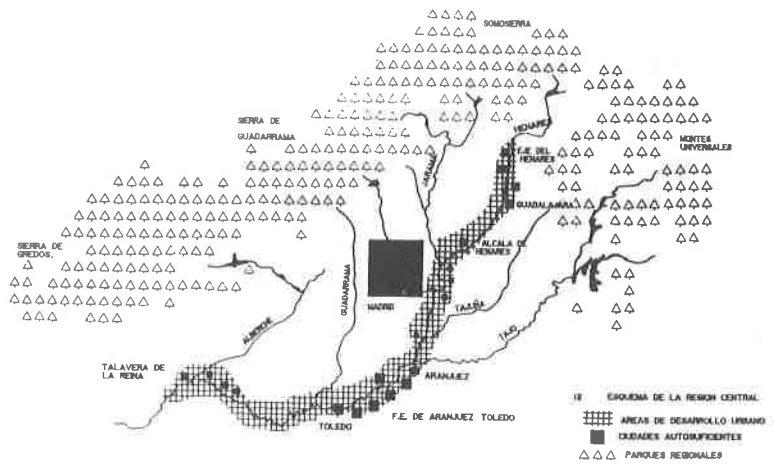 SOMOSIERRA
SIERRA DE
GUADARRAMA
HENARES
EJE DEL
HENARES
MONTES
UNIVERSALES
JARAMA
GUADALAJARA
ALCALA DE
HENARES
SIERRA DE
GREDOS.
GUADARRAMA
MADRID
TAJUÑA
TAJO
ALBERCHE
TALAVERA DE
LA REINA
ARANJUEZ
TOLEDO
F.E. DE ARANJUEZ TOLEDO
12 ESQUEMA DE LA REGION CENTRAL
AREAS DE DESARROLLO URBANO
CIUDADES AUTOSUFICIENTES
PARQUES REGIONALES